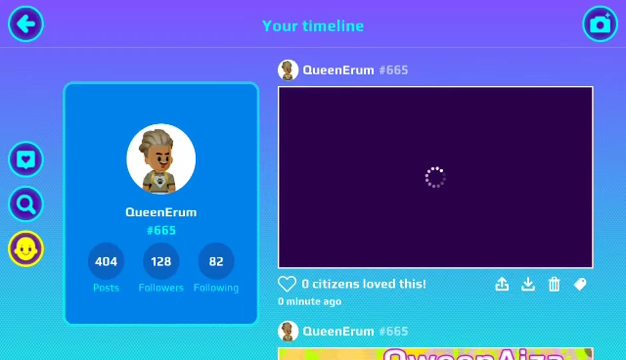 Your timeline
QueenErum #665
QueenErum
#665
404
128
82
Posts
Followers
Following
0 citizens loved this!
0 minute ago
QueenErum #665
QweenAiza